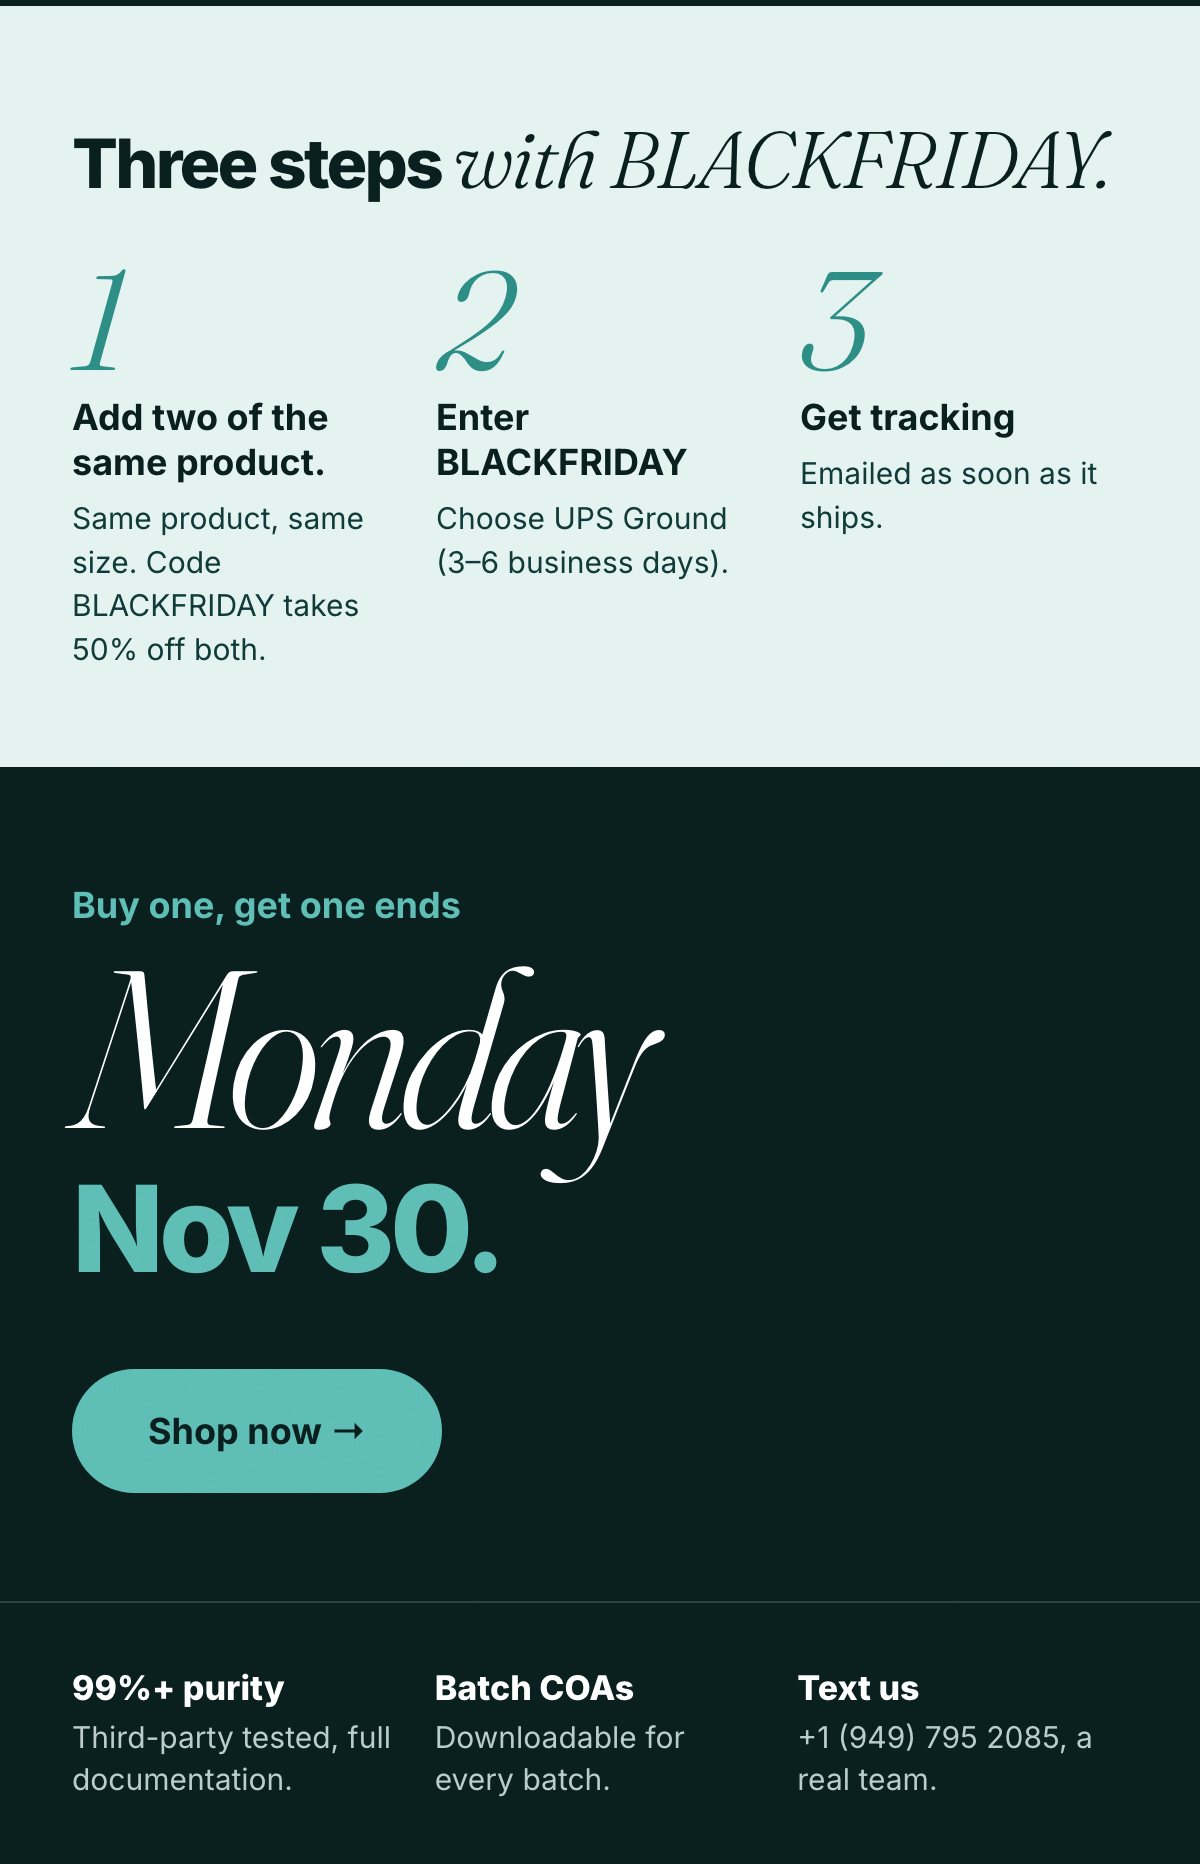 Three steps with BLACKFRIDAY.
1
Add two of the
same product.
Same product, same
size. Code
BLACKFRIDAY takes
50% off both.
2
Enter
BLACKFRIDAY
Choose UPS Ground
(3–6 business days).
3
Get tracking
Emailed as soon as it
ships.
Buy one, get one ends
Monday
Nov 30.
Shop now →
99%+ purity
Third-party tested, full
documentation.
Batch COAs
Downloadable for
every batch.
Text us
+1 (949) 795 2085, a
real team.